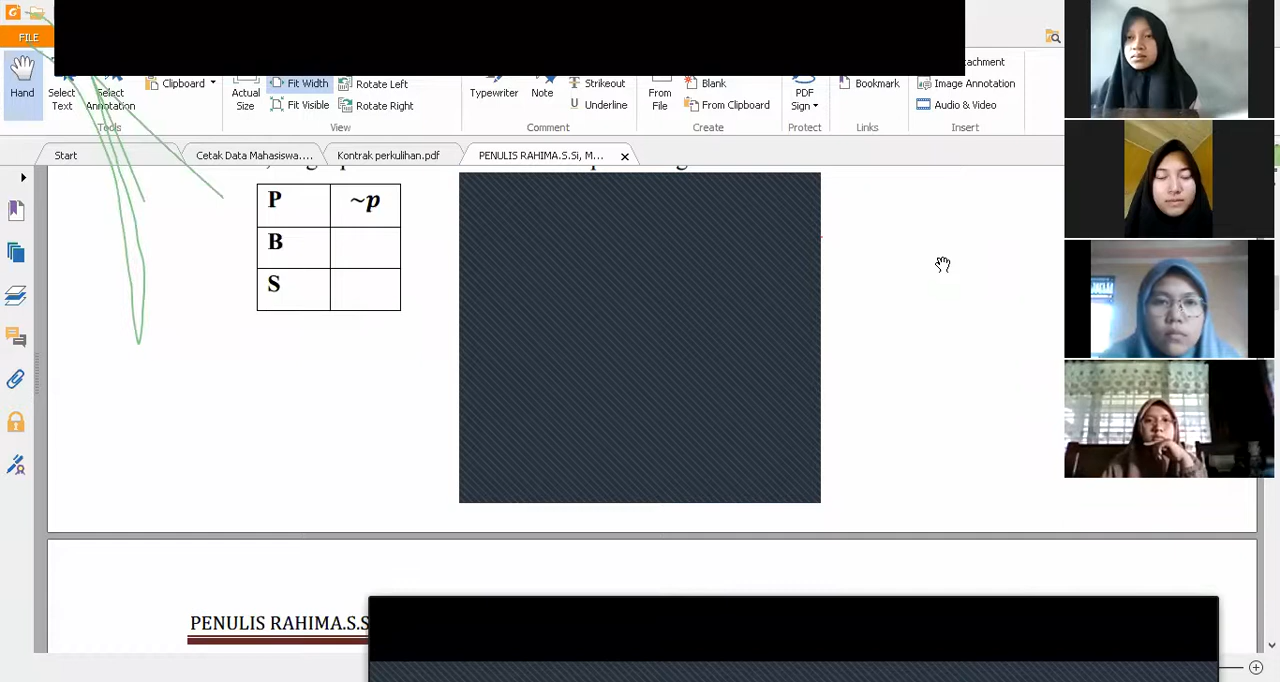 FILE
Hand
Select
Text
Select
Annotation
Clipboard
Tools
Actual
Size
Fit Width
Fit Visible
Rotate Left
Rotate Right
View
Typewriter
Note
Strikeout
Underline
Comment
From
File
Blank
From Clipboard
Create
PDF
Sign
Protect
Bookmark
Links
Image Annotation
Audio & Video
Insert
Start
Cetak Data Mahasiswa....
Kontrak perkulihan.pdf
PENULIS RAHIMA.S.Si, M...
P ~p
B
S
PENULIS RAHIMA.S.S